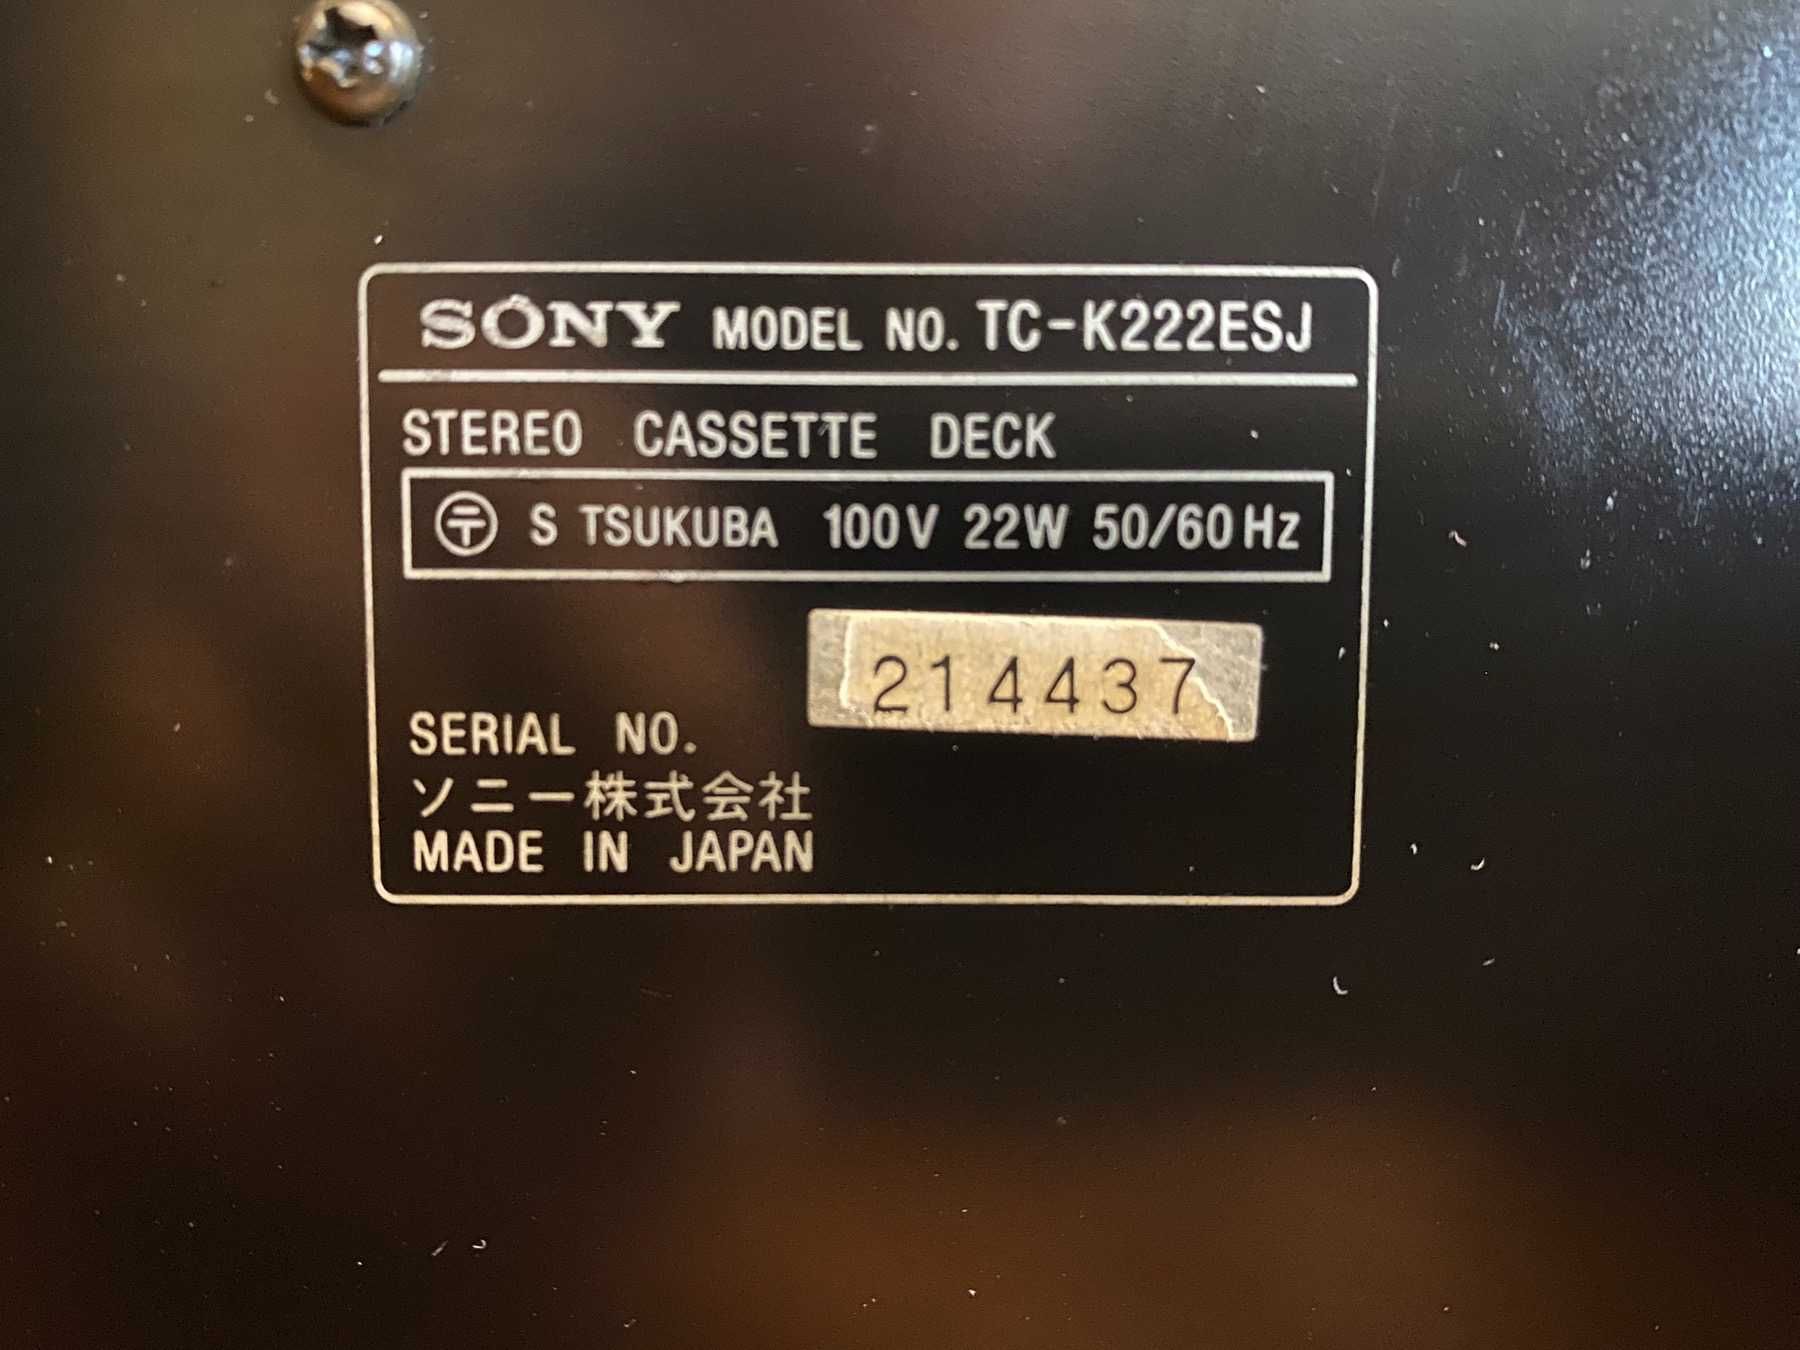 SONY MODEL NO. TC-K222ESJ
STEREO CASSETTE DECK
〶 S TSUKUBA 100V 22W 50/60Hz
214437
SERIAL NO.
ソニー株式会社
MADE IN JAPAN